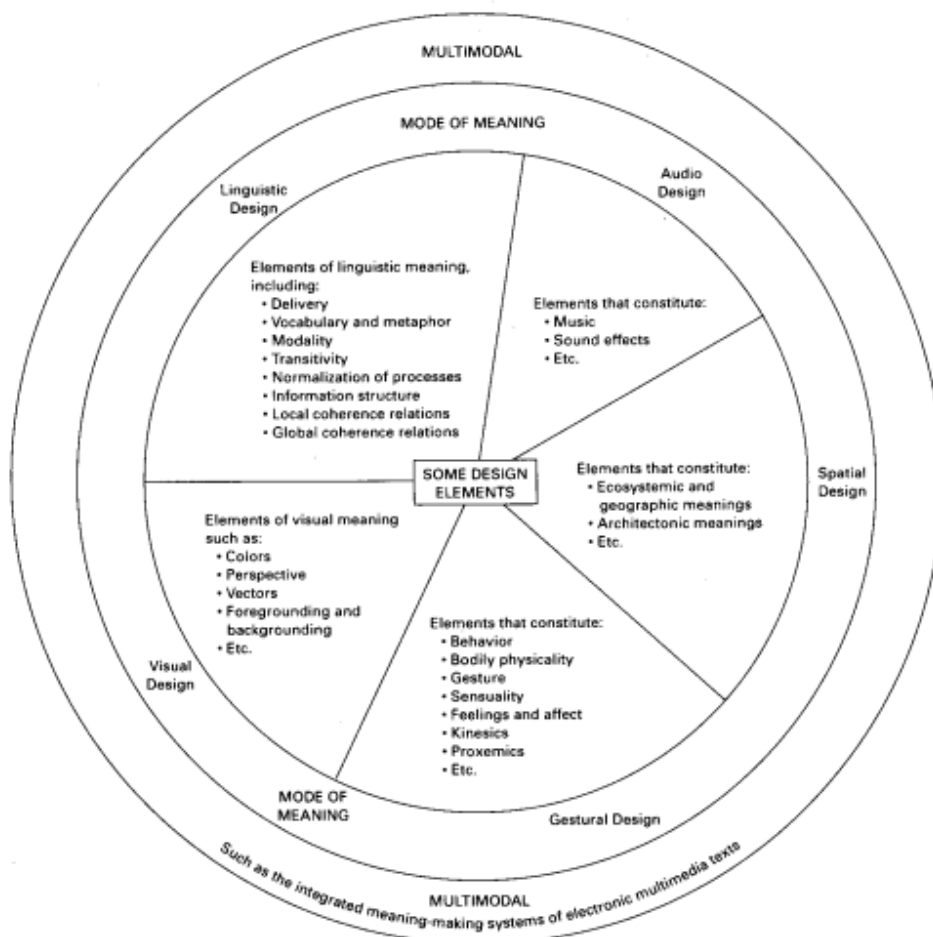 MULTIMODAL
MODE OF MEANING
Linguistic
Design
Audio
Design
Elements of linguistic meaning,
including:
• Delivery
• Vocabulary and metaphor
• Modality
• Transitivity
• Normalization of processes
• Information structure
• Local coherence relations
• Global coherence relations
Elements that constitute:
• Music
• Sound effects
• Etc.
SOME DESIGN
ELEMENTS
Elements that constitute:
• Ecosystemic and
geographic meanings
• Architectonic meanings
• Etc.
Spatial
Design
Elements of visual meaning
such as:
• Colors
• Perspective
• Vectors
• Foregrounding and
backgrounding
• Etc.
Visual
Design
Elements that constitute:
• Behavior
• Bodily physicality
• Gesture
• Sensuality
• Feelings and affect
• Kinesics
• Proxemics
• Etc.
MODE OF
MEANING
Gestural Design
MULTIMODAL
Such as the integrated meaning-making systems of electronic multimedia texts